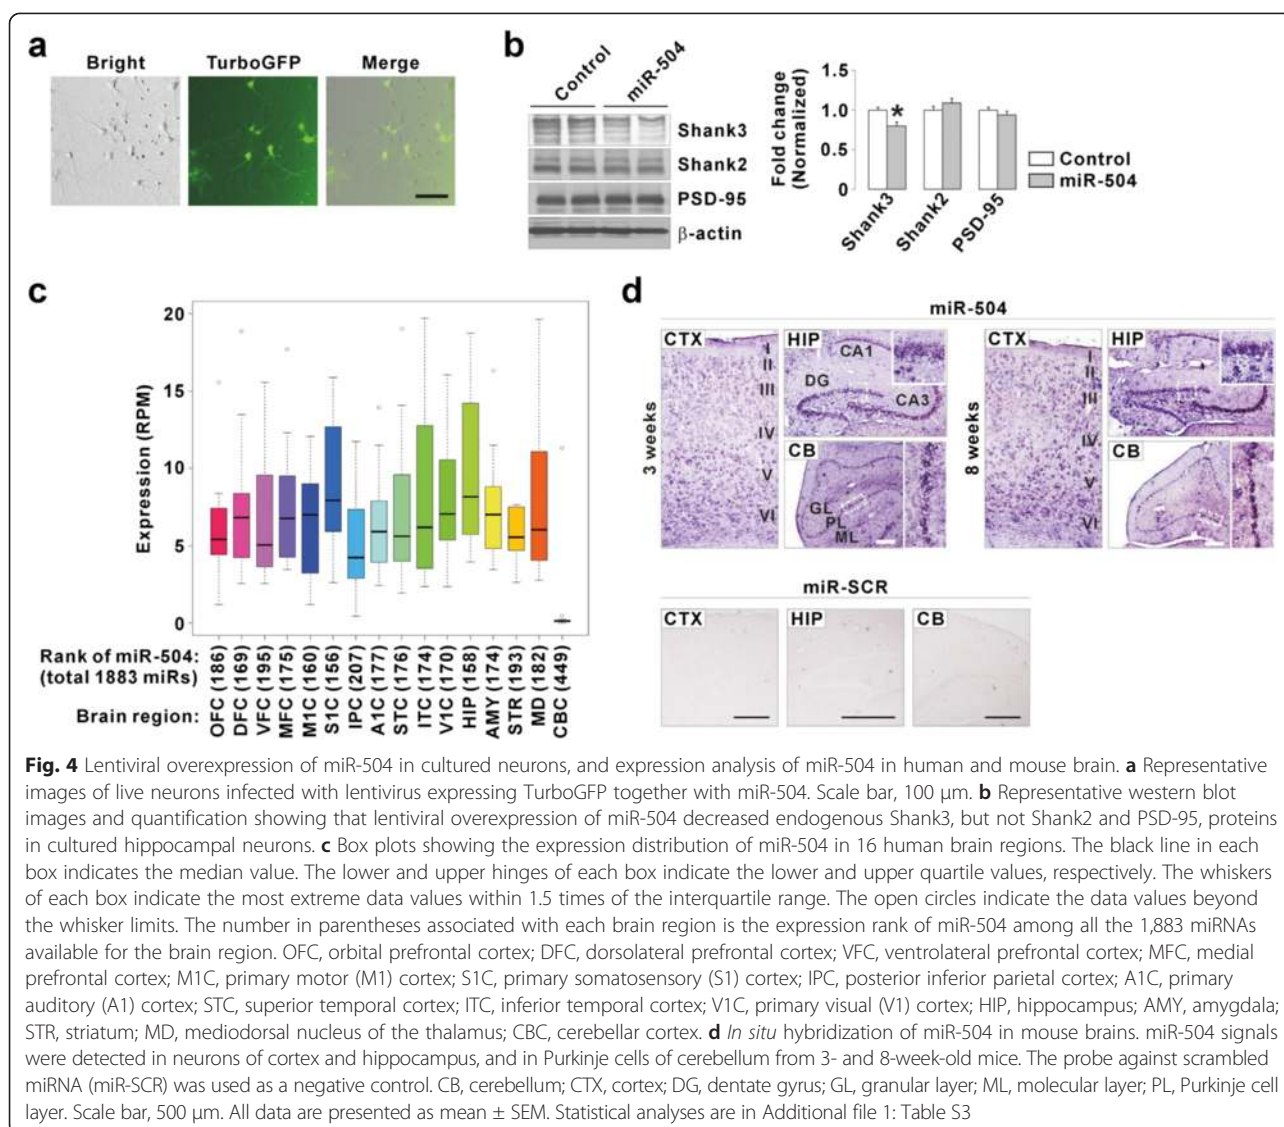 a
Bright TurboGFP Merge
b
Control miR-504
Shank3
Shank2
PSD-95
β-actin
Fold change
(Normalized)
1.5
1.0
0.5
0
*
Shank3 Shank2 PSD-95
Control
miR-504
c
Expression (RPM)
20
15
10
5
0
Rank of miR-504:
(total 1883 miRs)
Brain region:
OFC (186)
DFC (169)
VFC (195)
MFC (175)
M1C (160)
S1C (156)
IPC (207)
A1C (177)
STC (176)
ITC (174)
V1C (170)
HIP (158)
AMY (174)
STR (193)
MD (182)
CBC (449)
d
miR-504
3 weeks
CTX
I
II
III
IV
V
VI
HIP
CA1
DG
CA3
CB
GL
PL
ML
8 weeks
CTX
I
II
III
IV
V
VI
HIP
CB
miR-SCR
CTX HIP CB
Fig. 4 Lentiviral overexpression of miR-504 in cultured neurons, and expression analysis of miR-504 in human and mouse brain. a Representative
images of live neurons infected with lentivirus expressing TurboGFP together with miR-504. Scale bar, 100 μm. b Representative western blot
images and quantification showing that lentiviral overexpression of miR-504 decreased endogenous Shank3, but not Shank2 and PSD-95, proteins
in cultured hippocampal neurons. c Box plots showing the expression distribution of miR-504 in 16 human brain regions. The black line in each
box indicates the median value. The lower and upper hinges of each box indicate the lower and upper quartile values, respectively. The whiskers
of each box indicate the most extreme data values within 1.5 times of the interquartile range. The open circles indicate the data values beyond
the whisker limits. The number in parentheses associated with each brain region is the expression rank of miR-504 among all the 1,883 miRNAs
available for the brain region. OFC, orbital prefrontal cortex; DFC, dorsolateral prefrontal cortex; VFC, ventrolateral prefrontal cortex; MFC, medial
prefrontal cortex; M1C, primary motor (M1) cortex; S1C, primary somatosensory (S1) cortex; IPC, posterior inferior parietal cortex; A1C, primary
auditory (A1) cortex; STC, superior temporal cortex; ITC, inferior temporal cortex; V1C, primary visual (V1) cortex; HIP, hippocampus; AMY, amygdala;
STR, striatum; MD, mediodorsal nucleus of the thalamus; CBC, cerebellar cortex. d In situ hybridization of miR-504 in mouse brains. miR-504 signals
were detected in neurons of cortex and hippocampus, and in Purkinje cells of cerebellum from 3- and 8-week-old mice. The probe against scrambled
miRNA (miR-SCR) was used as a negative control. CB, cerebellum; CTX, cortex; DG, dentate gyrus; GL, granular layer; ML, molecular layer; PL, Purkinje cell
layer. Scale bar, 500 μm. All data are presented as mean ± SEM. Statistical analyses are in Additional file 1: Table S3